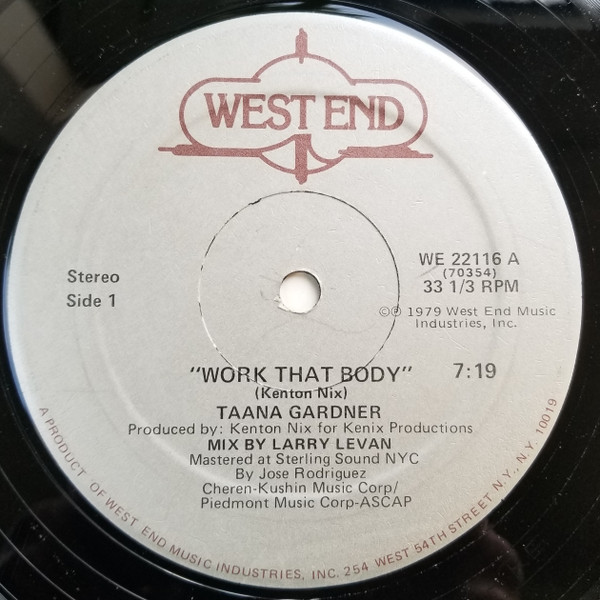 WEST END
Stereo
Side 1
WE 22116 A
(70354)
33 1/3 RPM
©℗ 1979 West End Music
Industries, Inc.
"WORK THAT BODY" 7:19
(Kenton Nix)
TAANA GARDNER
Produced by: Kenton Nix for Kenix Productions
MIX BY LARRY LEVAN
Mastered at Sterling Sound NYC
By Jose Rodriguez
Cheren-Kushin Music Corp/
Piedmont Music Corp-ASCAP
A PRODUCT OF WEST END MUSIC INDUSTRIES, INC. 254 WEST 54TH STREET N.Y., N.Y. 10019